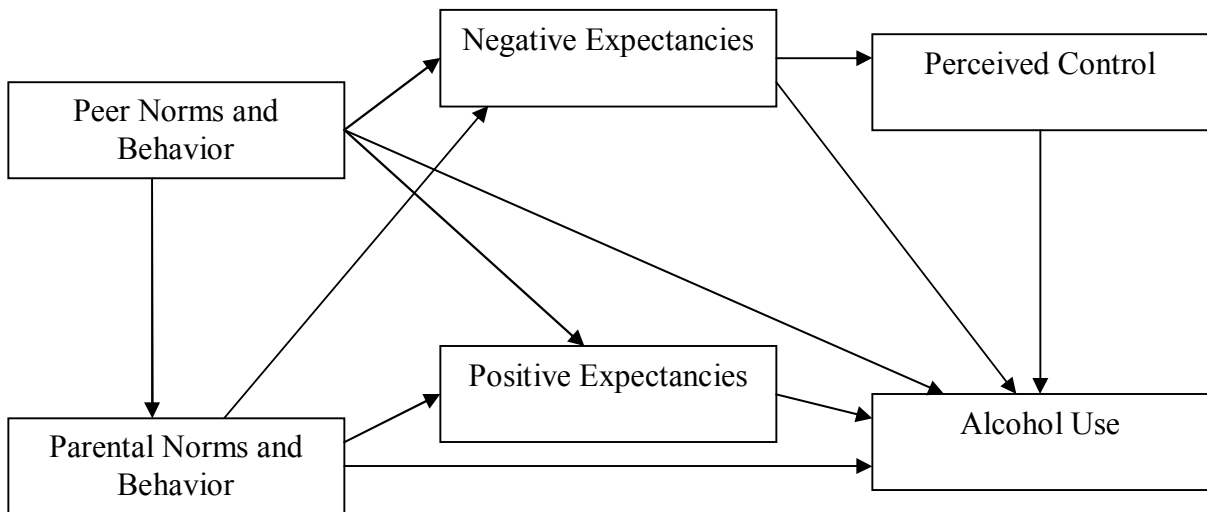 Negative Expectancies
Perceived Control
Peer Norms and
Behavior
Positive Expectancies
Alcohol Use
Parental Norms and
Behavior